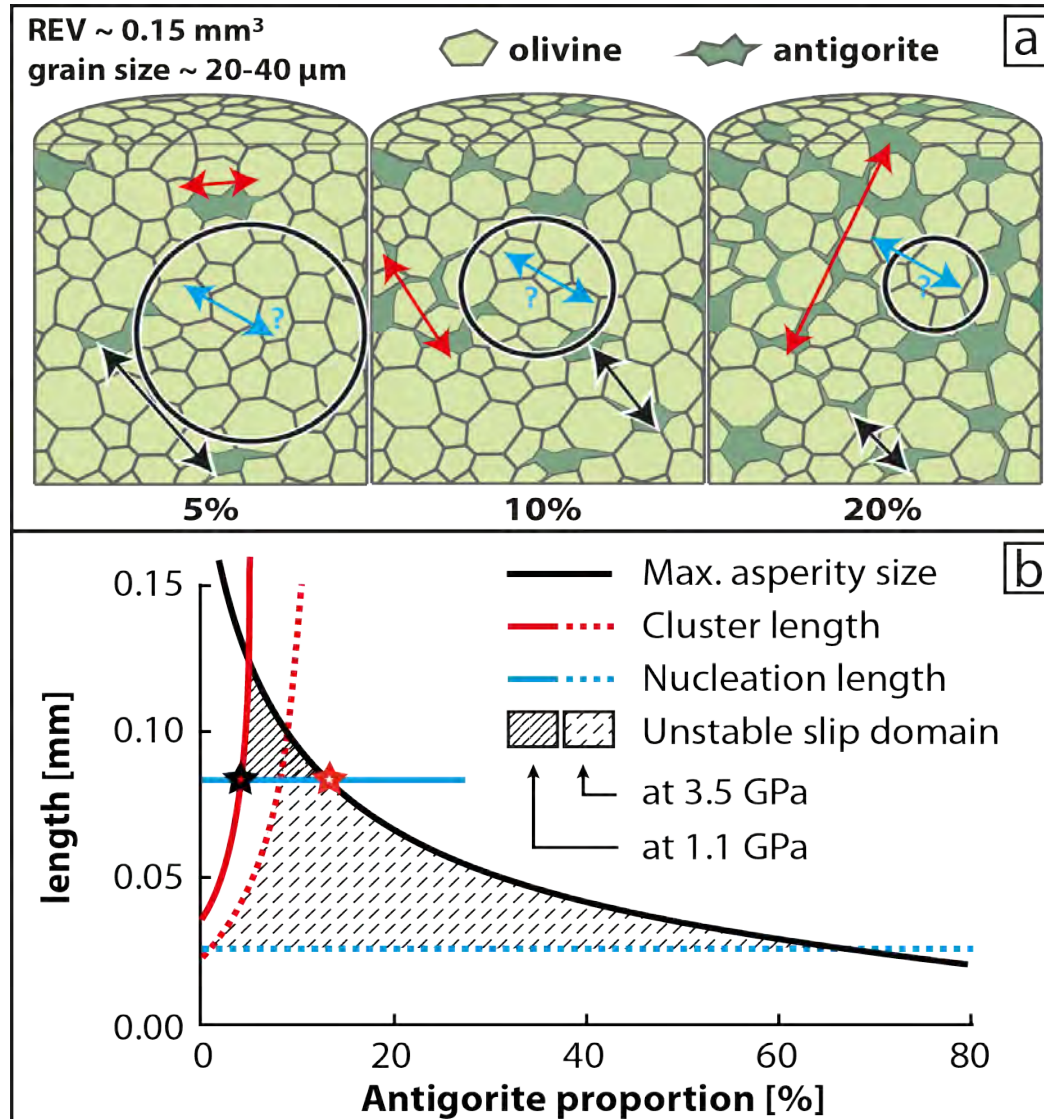 REV ~ 0.15 mm³
grain size ~ 20-40 µm
olivine
antigorite
a
?
?
?
5%
10%
20%
b
Max. asperity size
Cluster length
Nucleation length
Unstable slip domain
at 3.5 GPa
at 1.1 GPa
length [mm]
0.15
0.10
0.05
0.00
0
20
40
60
80
Antigorite proportion [%]